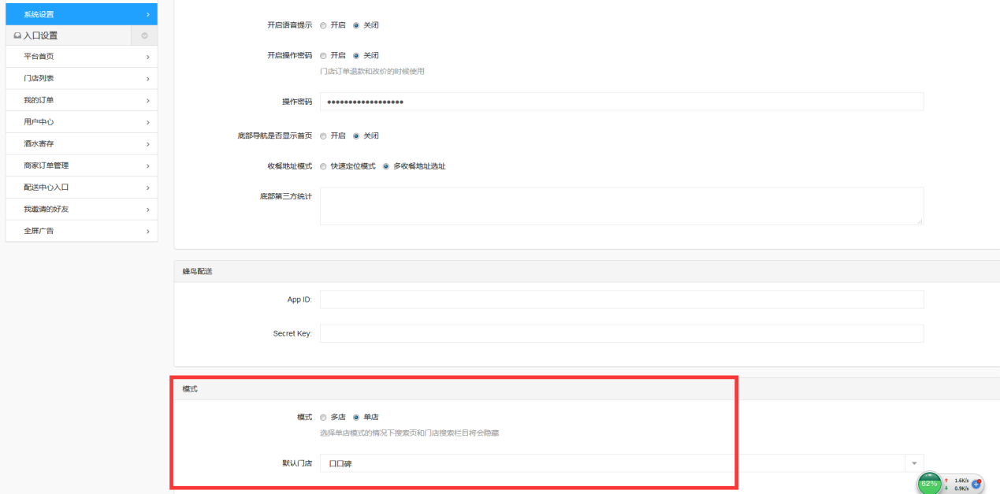 系统设置
入口设置
平台首页
门店列表
我的订单
用户中心
酒水寄存
商家订单管理
配送中心入口
我邀请的好友
全屏广告
开启语音提示 开启 关闭
开启操作密码 开启 关闭
门店订单退款和改价的时候使用
操作密码 ••••••••••••••••••
底部导航是否显示首页 开启 关闭
收餐地址模式 快速定位模式 多收餐地址选址
底部第三方统计
蜂鸟配送
App ID:
Secret Key:
模式
模式 多店 单店
选择单店模式的情况下搜索页和门店搜索栏目将会隐藏
默认门店 口口碑
62% 1.6K/s
0.9K/s